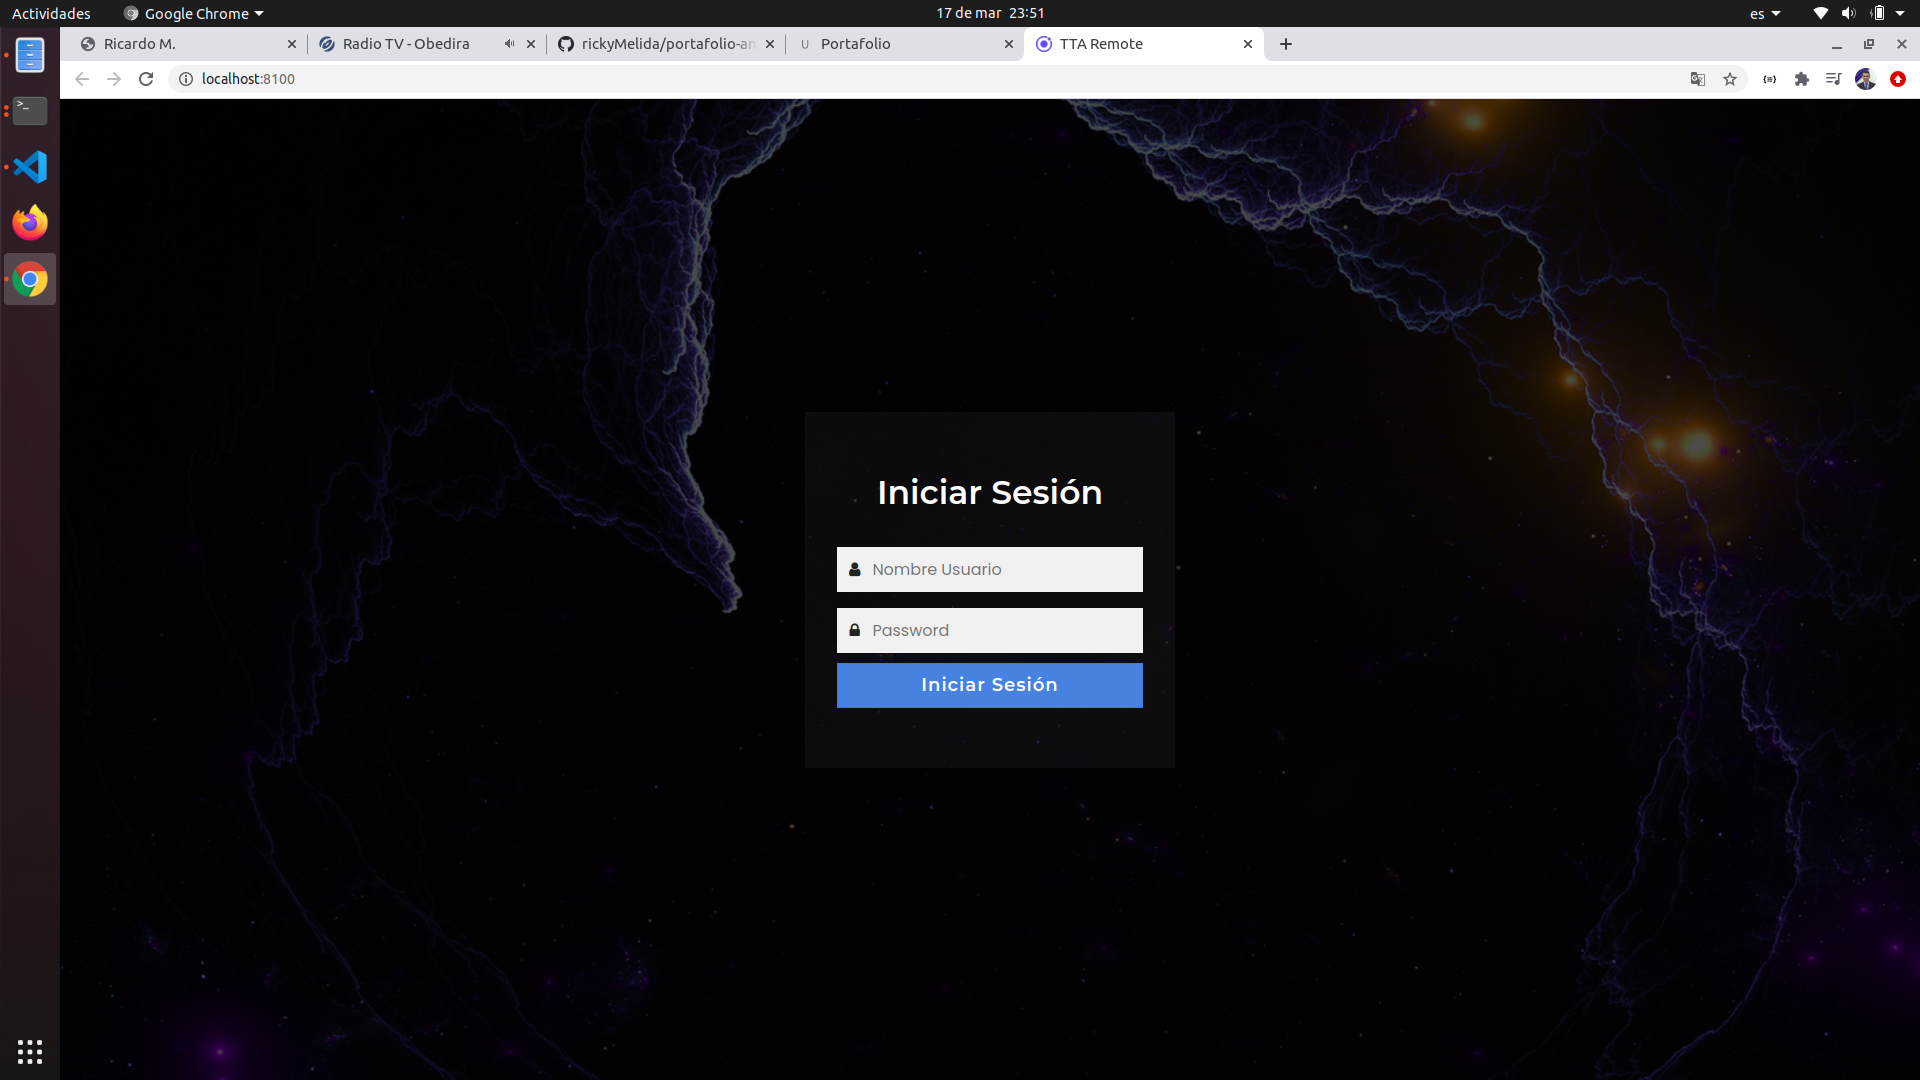 Actividades Google Chrome 17 de mar 23:51 es
Ricardo M. Radio TV - Obedira rickyMelida/portafolio-an Portafolio TTA Remote
localhost:8100
Iniciar Sesión
Nombre Usuario
Password
Iniciar Sesión